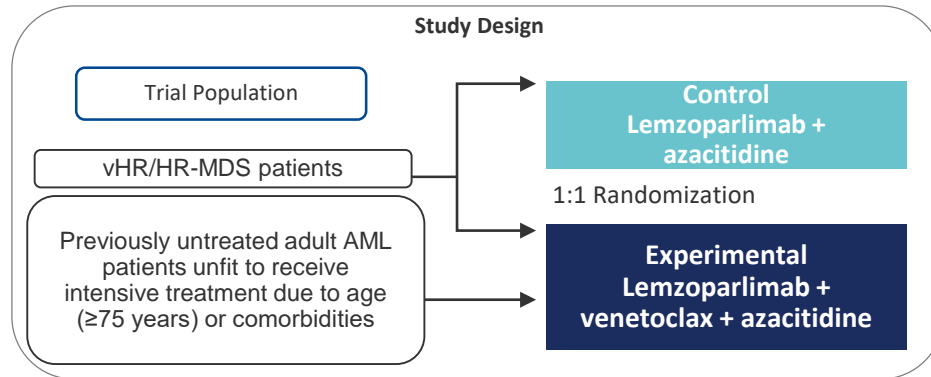 Study Design
Trial Population
vHR/HR-MDS patients
Previously untreated adult AML
patients unfit to receive
intensive treatment due to age
(≥75 years) or comorbidities
Control
Lemzoparlimab +
azacitidine
1:1 Randomization
Experimental
Lemzoparlimab +
venetoclax + azacitidine